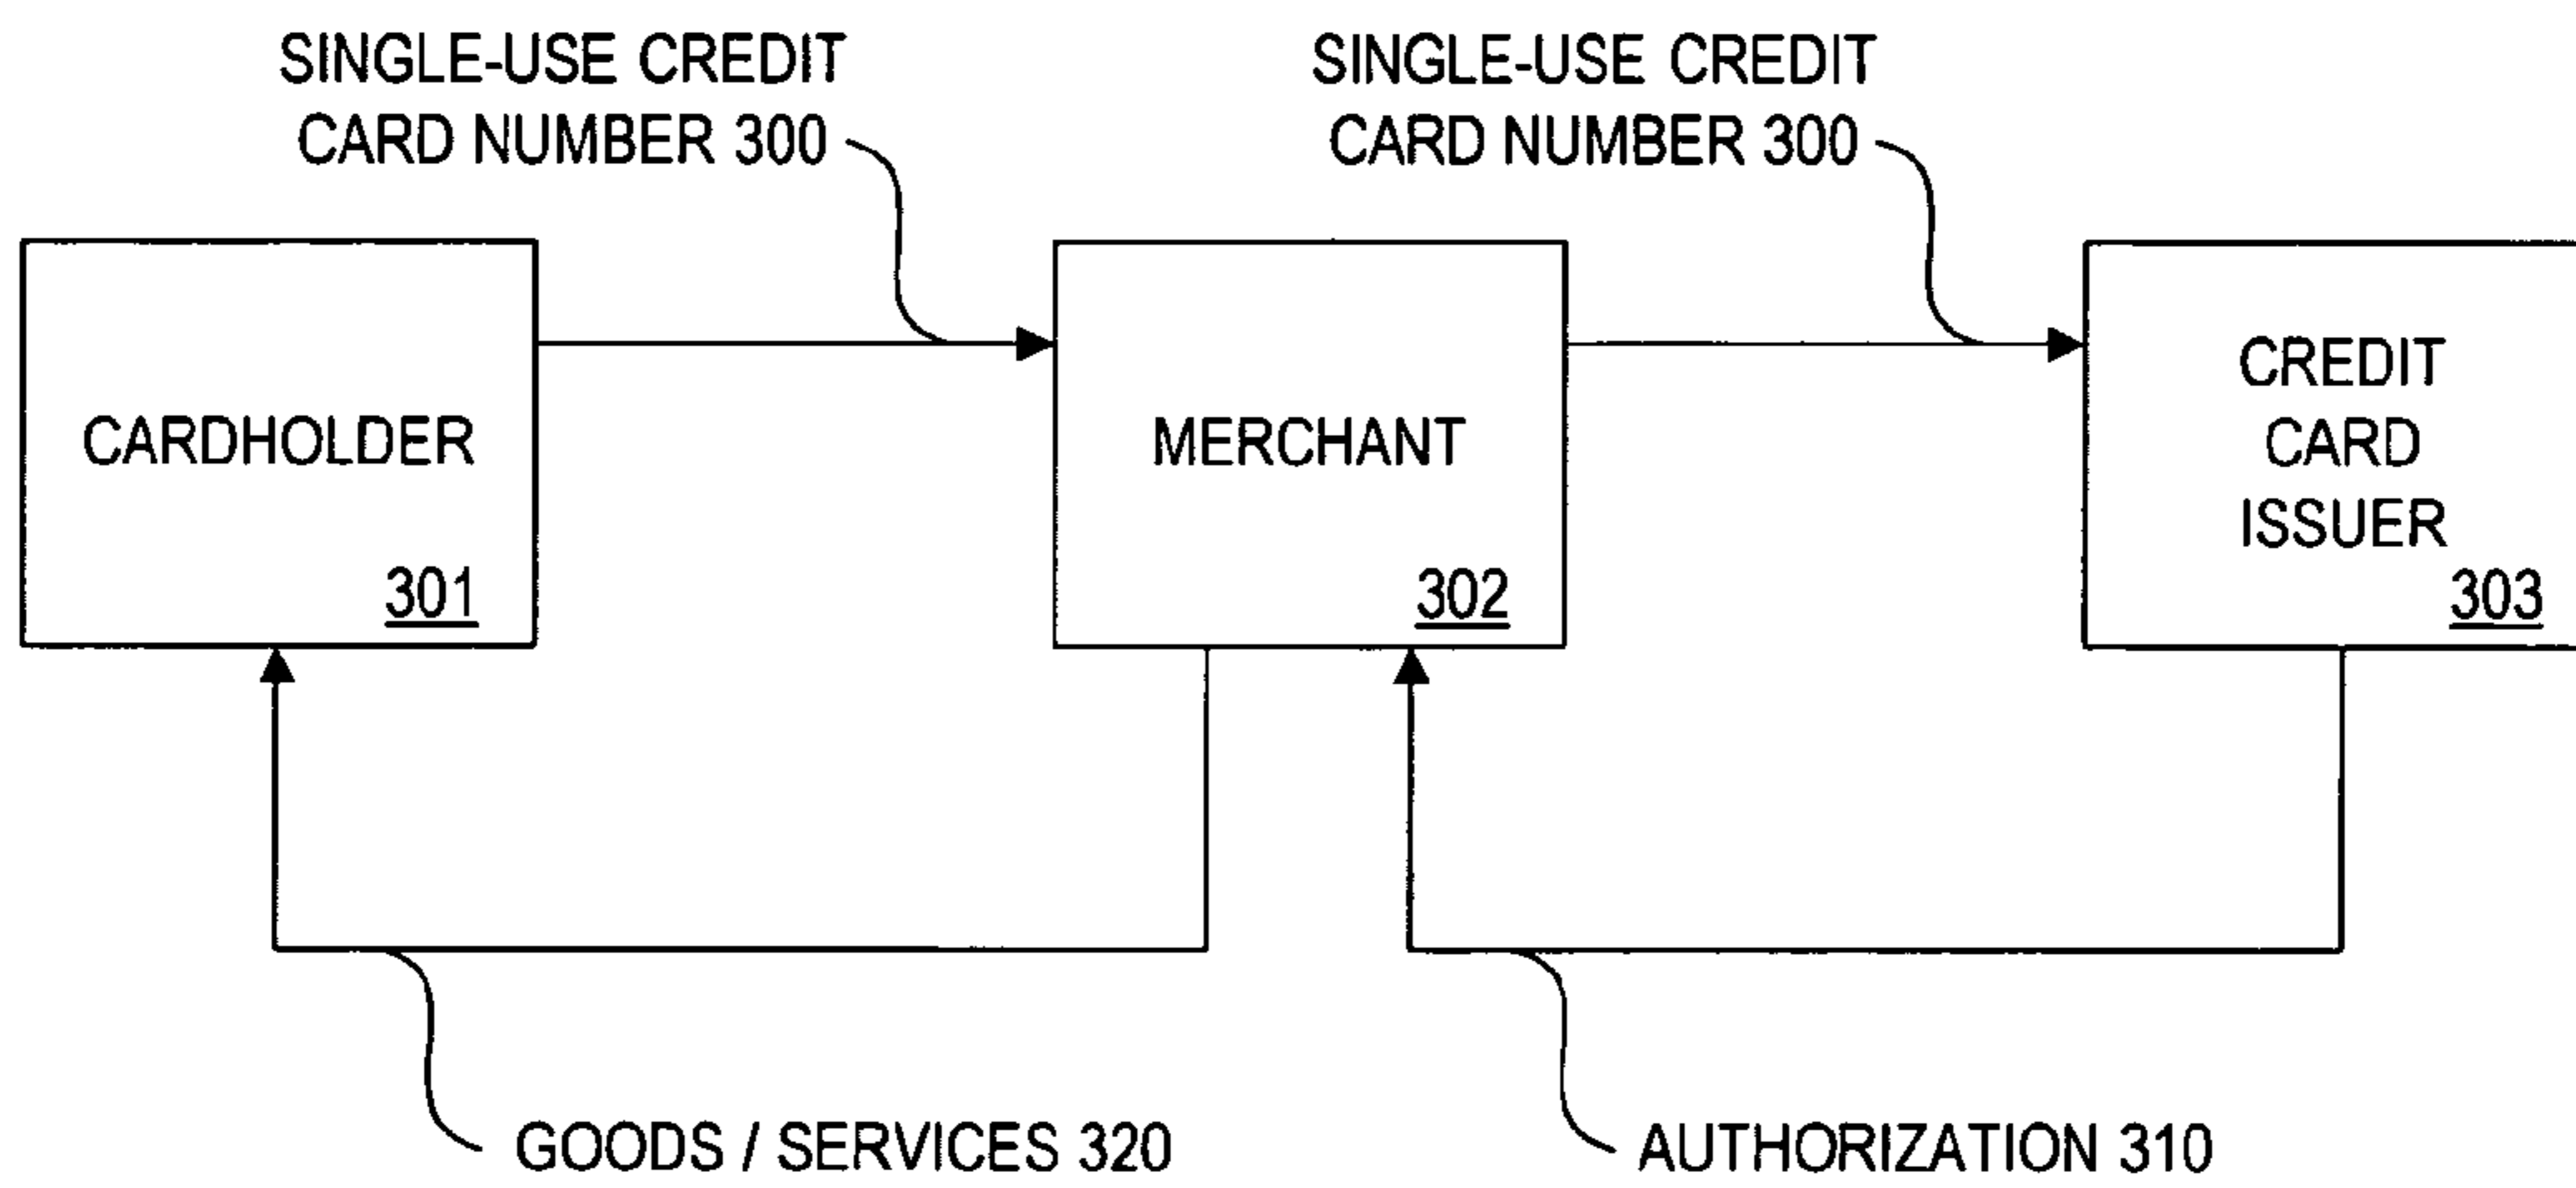 SINGLE-USE CREDIT
CARD NUMBER 300
SINGLE-USE CREDIT
CARD NUMBER 300
CARDHOLDER
301
MERCHANT
302
CREDIT
CARD
ISSUER
303
GOODS / SERVICES 320
AUTHORIZATION 310